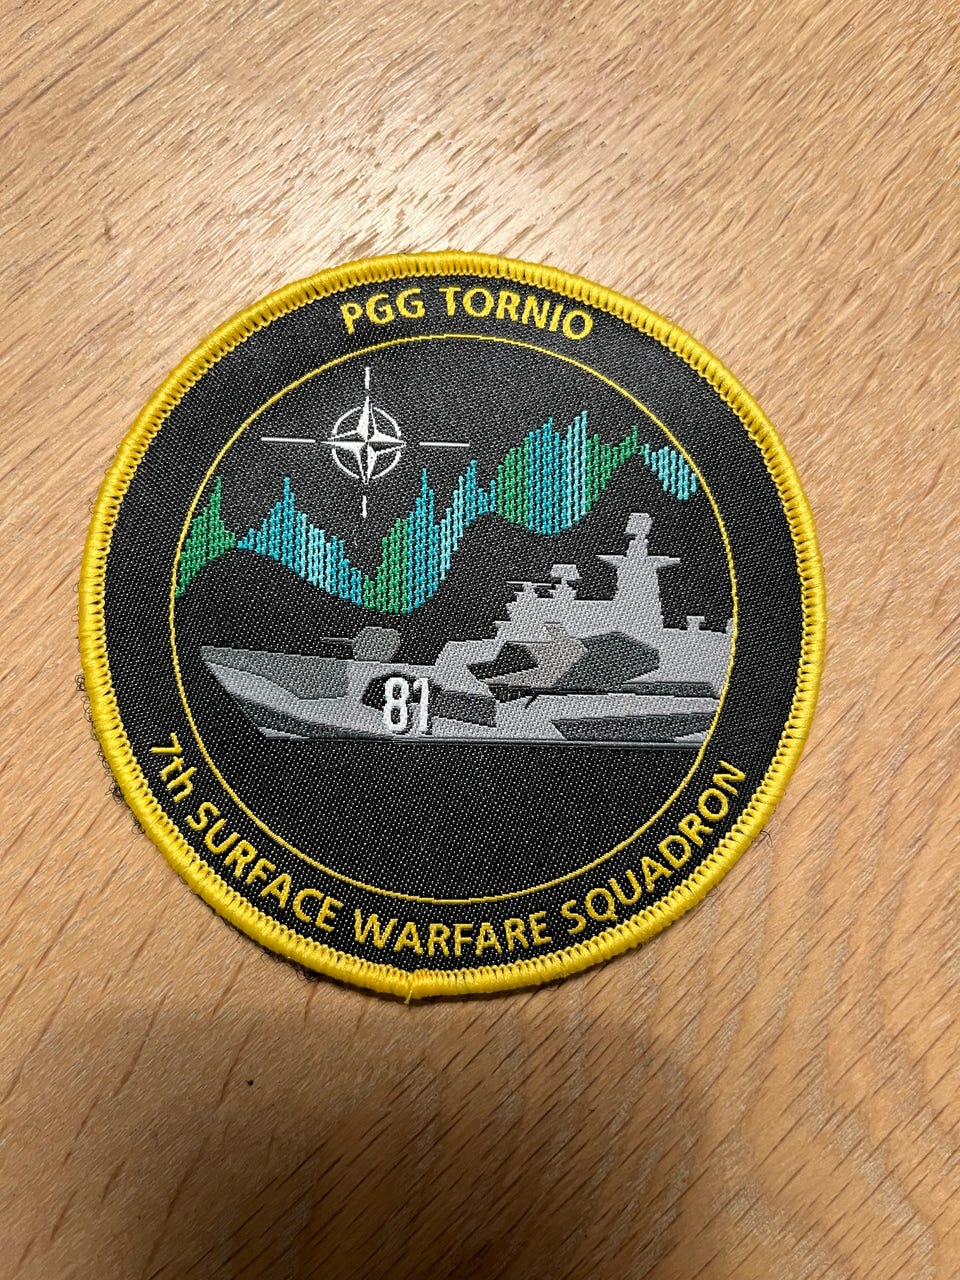 PGG TORNIO
81
7th SURFACE WARFARE SQUADRON